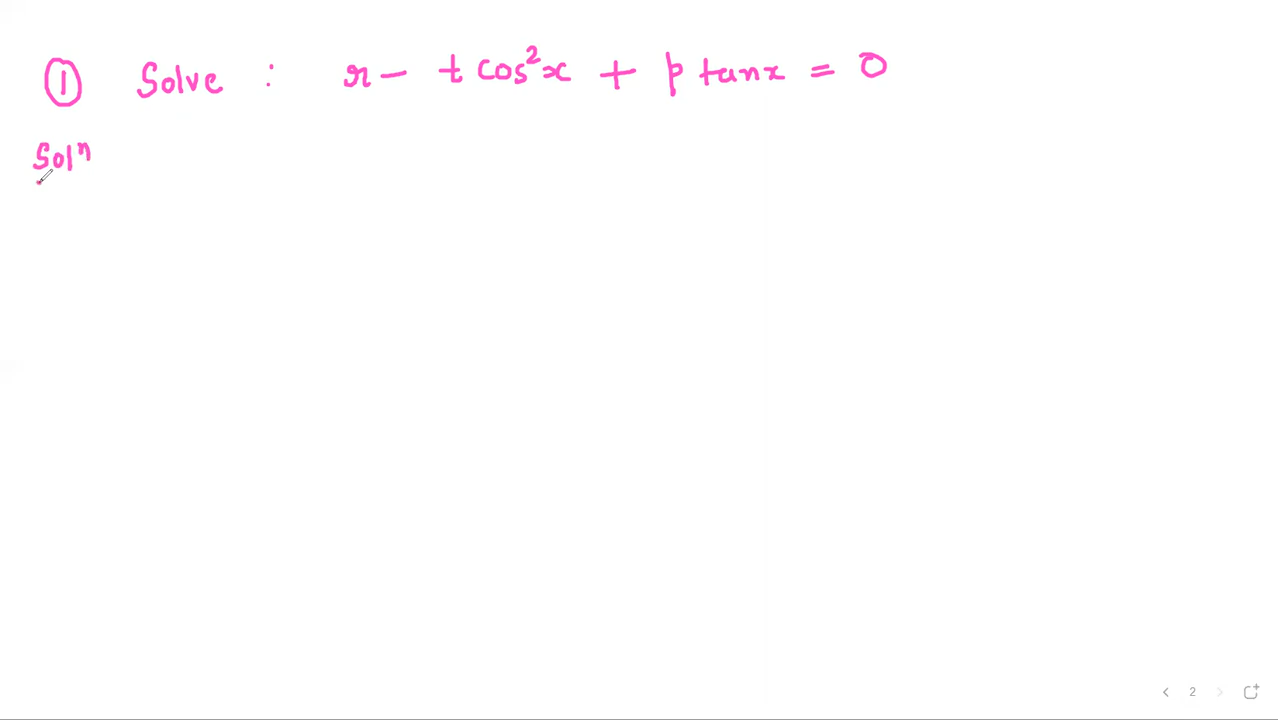 ① Solve : r - t cos²x + p tanx = 0
Solⁿ
2